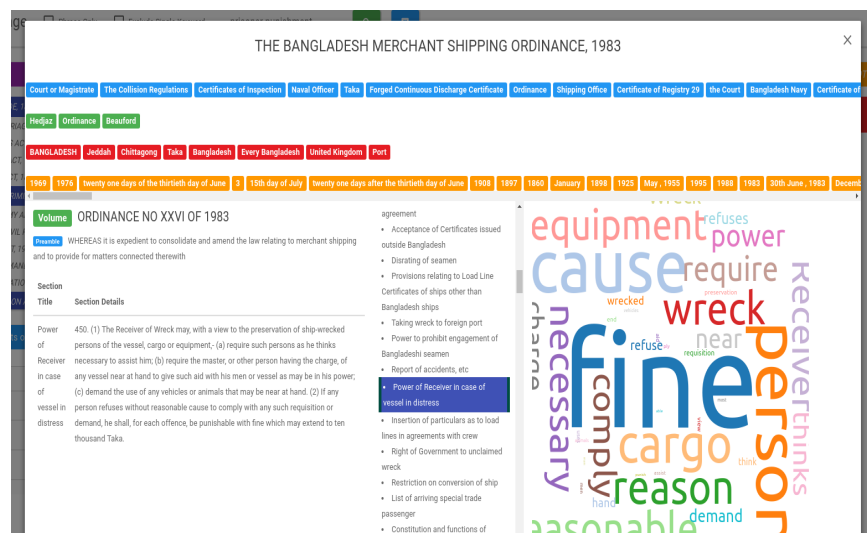 THE BANGLADESH MERCHANT SHIPPING ORDINANCE, 1983
X
Court or Magistrate The Collision Regulations Certificates of Inspection Naval Officer Taka Forged Continuous Discharge Certificate Ordinance Shipping Office Certificate of Registry 29 the Court Bangladesh Navy Certificate of
Hedjaz Ordinance Beauford
BANGLADESH Jeddah Chittagong Taka Bangladesh Every Bangladesh United Kingdom Port
1969 1976 twenty one days of the thirtieth day of June 3 15th day of July twenty one days after the thirtieth day of June 1908 1897 1860 January 1898 1925 May , 1955 1995 1988 1983 30th June , 1983 Decemb
Volume ORDINANCE NO XXVI OF 1983
Preamble WHEREAS it is expedient to consolidate and amend the law relating to merchant shipping
and to provide for matters connected therewith
Section
Title Section Details
Power
of
Receiver
in case
of
vessel in
distress
450. (1) The Receiver of Wreck may, with a view to the preservation of ship-wrecked
persons of the vessel, cargo or equipment,- (a) require such persons as he thinks
necessary to assist him; (b) require the master, or other person having the charge, of
any vessel near at hand to give such aid with his men or vessel as may be in his power;
(c) demand the use of any vehicles or animals that may be near at hand. (2) If any
person refuses without reasonable cause to comply with any such requisition or
demand, he shall, for each offence, be punishable with fine which may extend to ten
thousand Taka.
agreement
• Acceptance of Certificates issued
outside Bangladesh
• Disrating of seamen
• Provisions relating to Load Line
Certificates of ships other than
Bangladesh ships
• Taking wreck to foreign port
• Power to prohibit engagement of
Bangladeshi seamen
• Report of accidents, etc
• Power of Receiver in case of
vessel in distress
• Insertion of particulars as to load
lines in agreements with crew
• Right of Government to unclaimed
wreck
• Restriction on conversion of ship
• List of arriving special trade
passenger
• Constitution and functions of
equipment
refuses
power
cause
require
preservation
wrecked
wreck
Receiver
charge
necessary
near
refuse
requisition
fine
person
comply
cargo
thinks
think
reason
hand
view
demand
reasonable